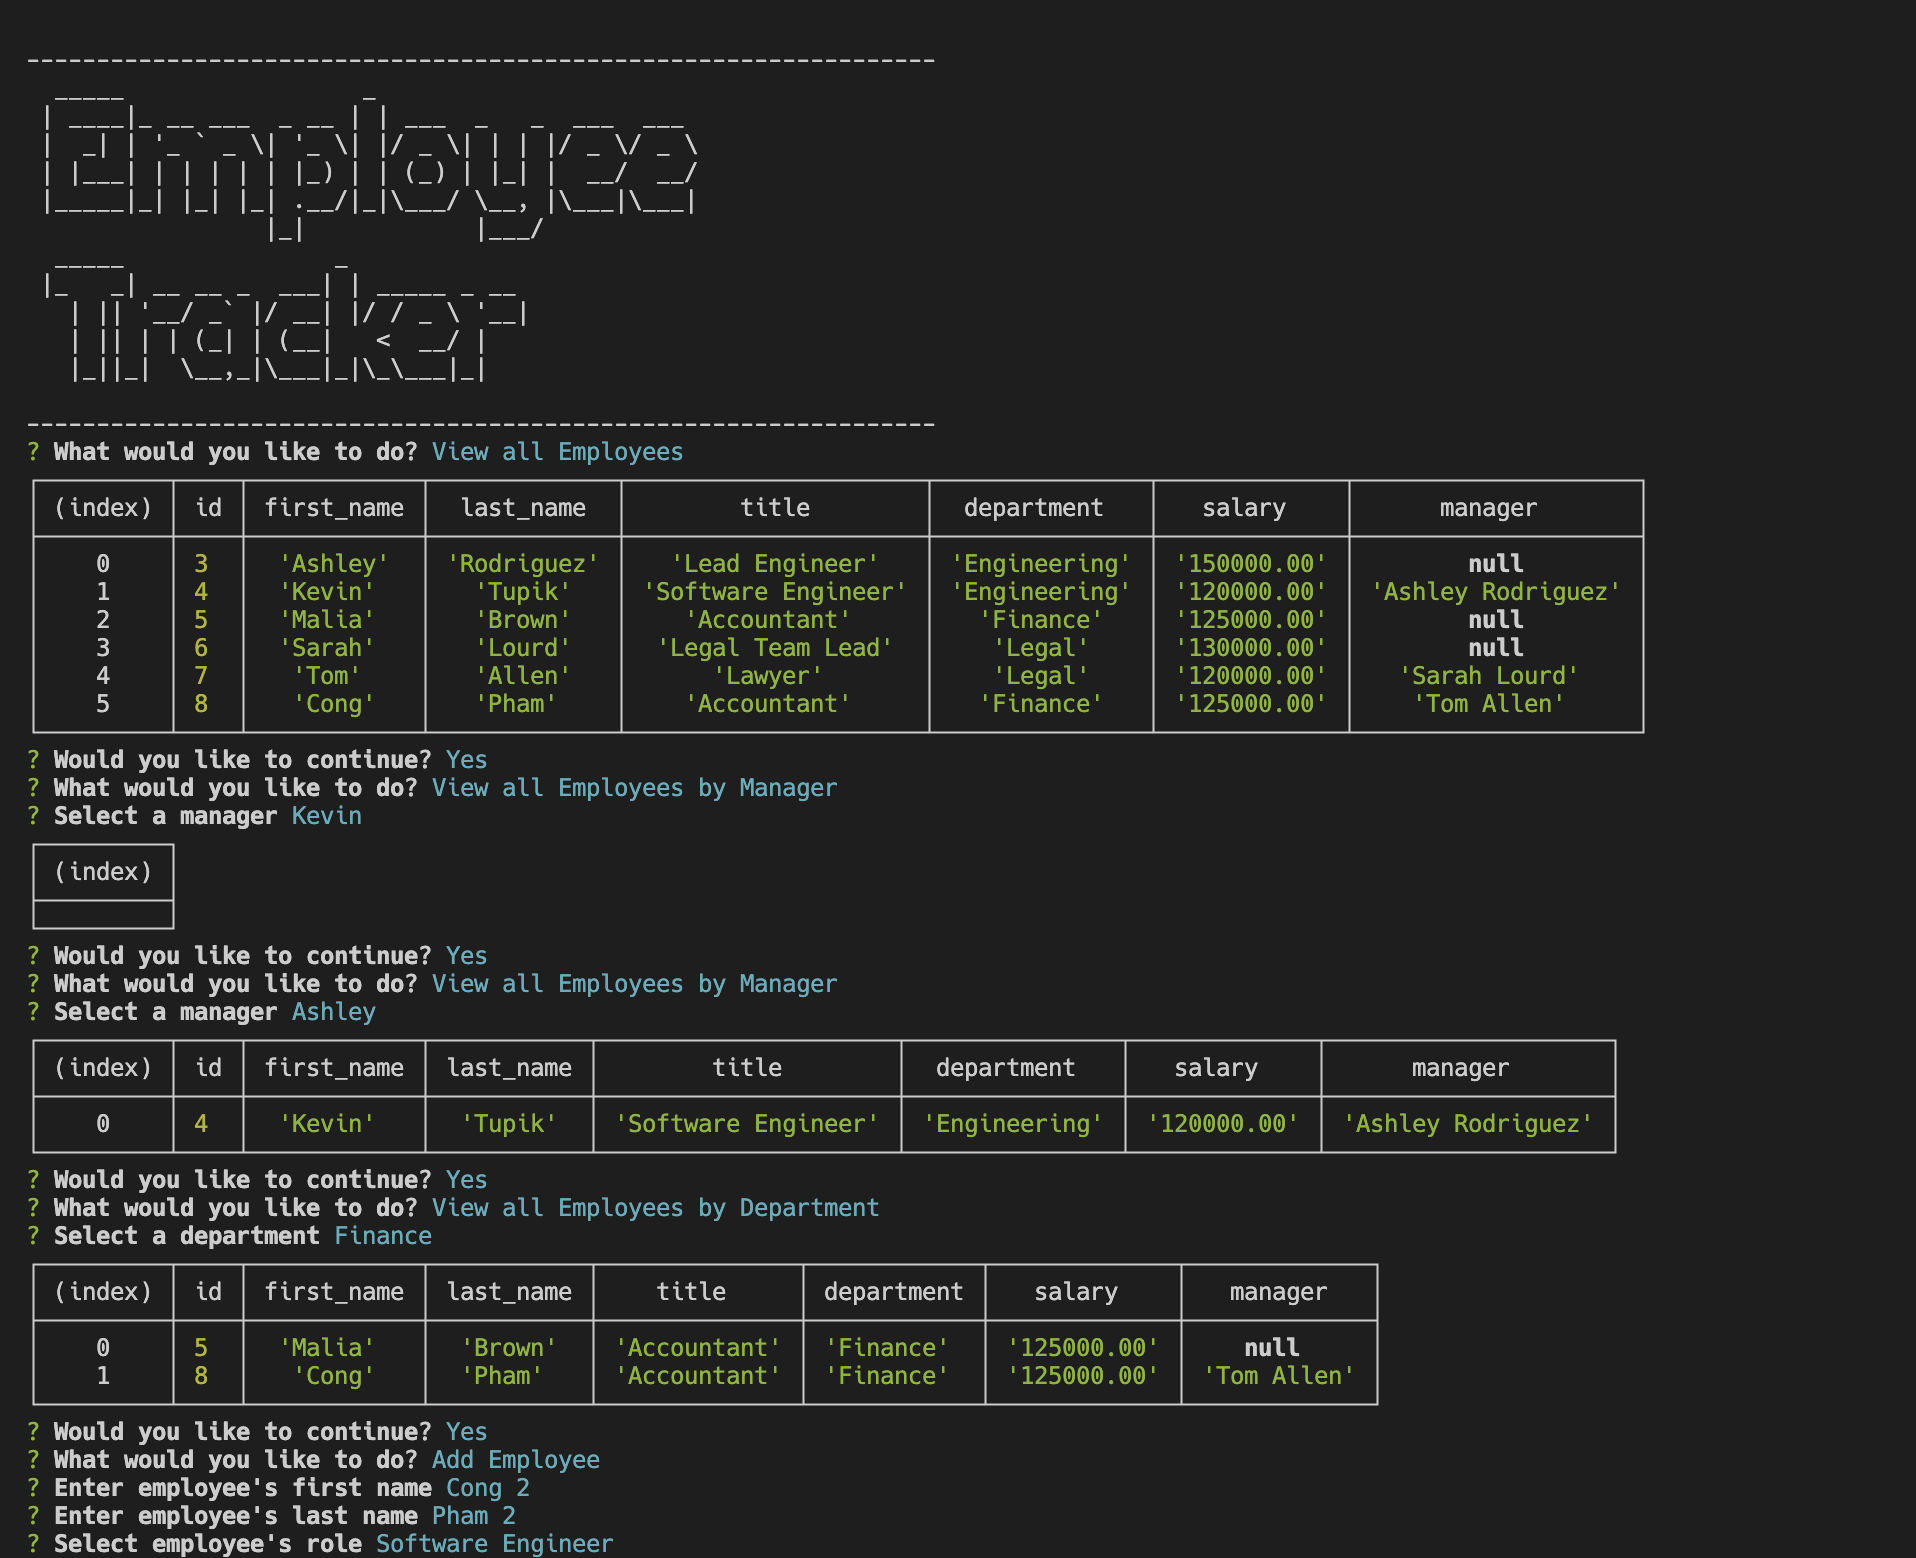 -----------------------------------------------------------------
Employee
Tracker
-----------------------------------------------------------------
? What would you like to do? View all Employees
(index) id first_name last_name title department salary manager
0 3 'Ashley' 'Rodriguez' 'Lead Engineer' 'Engineering' '150000.00' null
1 4 'Kevin' 'Tupik' 'Software Engineer' 'Engineering' '120000.00' 'Ashley Rodriguez'
2 5 'Malia' 'Brown' 'Accountant' 'Finance' '125000.00' null
3 6 'Sarah' 'Lourd' 'Legal Team Lead' 'Legal' '130000.00' null
4 7 'Tom' 'Allen' 'Lawyer' 'Legal' '120000.00' 'Sarah Lourd'
5 8 'Cong' 'Pham' 'Accountant' 'Finance' '125000.00' 'Tom Allen'
? Would you like to continue? Yes
? What would you like to do? View all Employees by Manager
? Select a manager Kevin
(index)
? Would you like to continue? Yes
? What would you like to do? View all Employees by Manager
? Select a manager Ashley
(index) id first_name last_name title department salary manager
0 4 'Kevin' 'Tupik' 'Software Engineer' 'Engineering' '120000.00' 'Ashley Rodriguez'
? Would you like to continue? Yes
? What would you like to do? View all Employees by Department
? Select a department Finance
(index) id first_name last_name title department salary manager
0 5 'Malia' 'Brown' 'Accountant' 'Finance' '125000.00' null
1 8 'Cong' 'Pham' 'Accountant' 'Finance' '125000.00' 'Tom Allen'
? Would you like to continue? Yes
? What would you like to do? Add Employee
? Enter employee's first name Cong 2
? Enter employee's last name Pham 2
? Select employee's role Software Engineer